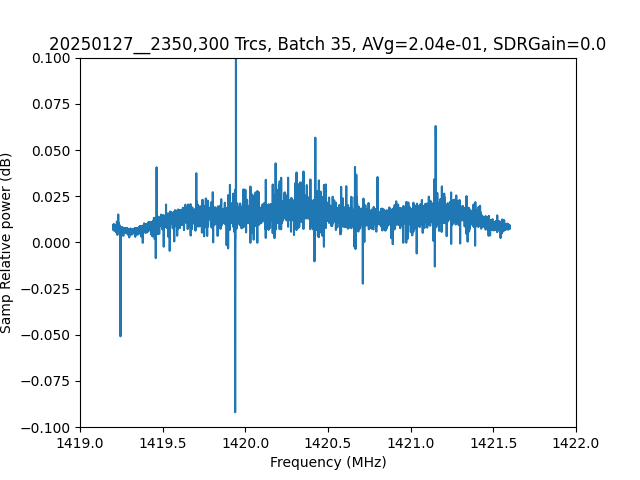 20250127__2350,300 Trcs, Batch 35, AVg=2.04e-01, SDRGain=0.0
0.100
0.075
0.050
0.025
0.000
−0.025
−0.050
−0.075
−0.100
Samp Relative power (dB)
1419.0 1419.5 1420.0 1420.5 1421.0 1421.5 1422.0
Frequency (MHz)